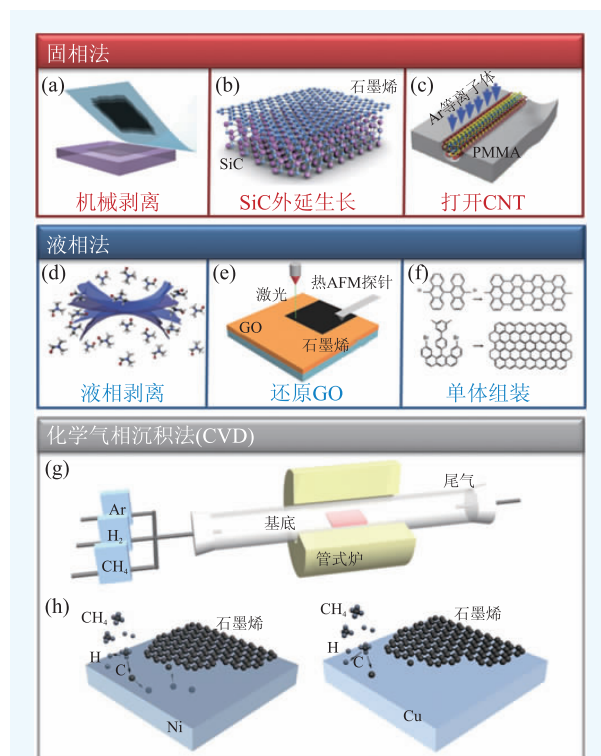 固相法
(a)
(b)
(c)
石墨烯
SiC
Ar等离子体
PMMA
机械剥离
SiC外延生长
打开CNT
液相法
(d)
(e)
(f)
激光
热AFM探针
GO
石墨烯
液相剥离
还原GO
单体组装
化学气相沉积法(CVD)
(g)
Ar
H₂
CH₄
基底
尾气
管式炉
(h)
CH₄
石墨烯
H
C
Ni
CH₄
石墨烯
H
C
Cu